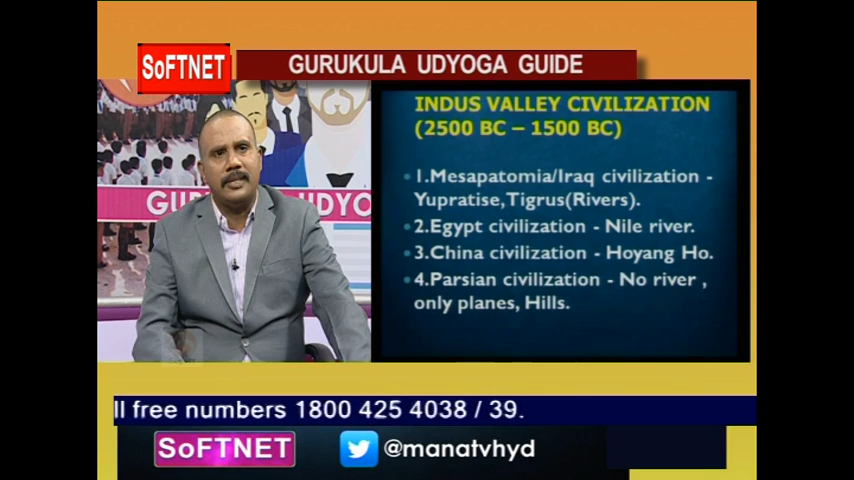 SoFTNET
GURUKULA UDYOGA GUIDE
INDUS VALLEY CIVILIZATION
(2500 BC – 1500 BC)
1.Mesapatomia/Iraq civilization -
Yupratise,Tigrus(Rivers).
2.Egypt civilization - Nile river.
3.China civilization - Hoyang Ho.
4.Parsian civilization - No river ,
only planes, Hills.
GU
UDYO
ll free numbers 1800 425 4038 / 39.
SoFTNET
@manatvhyd